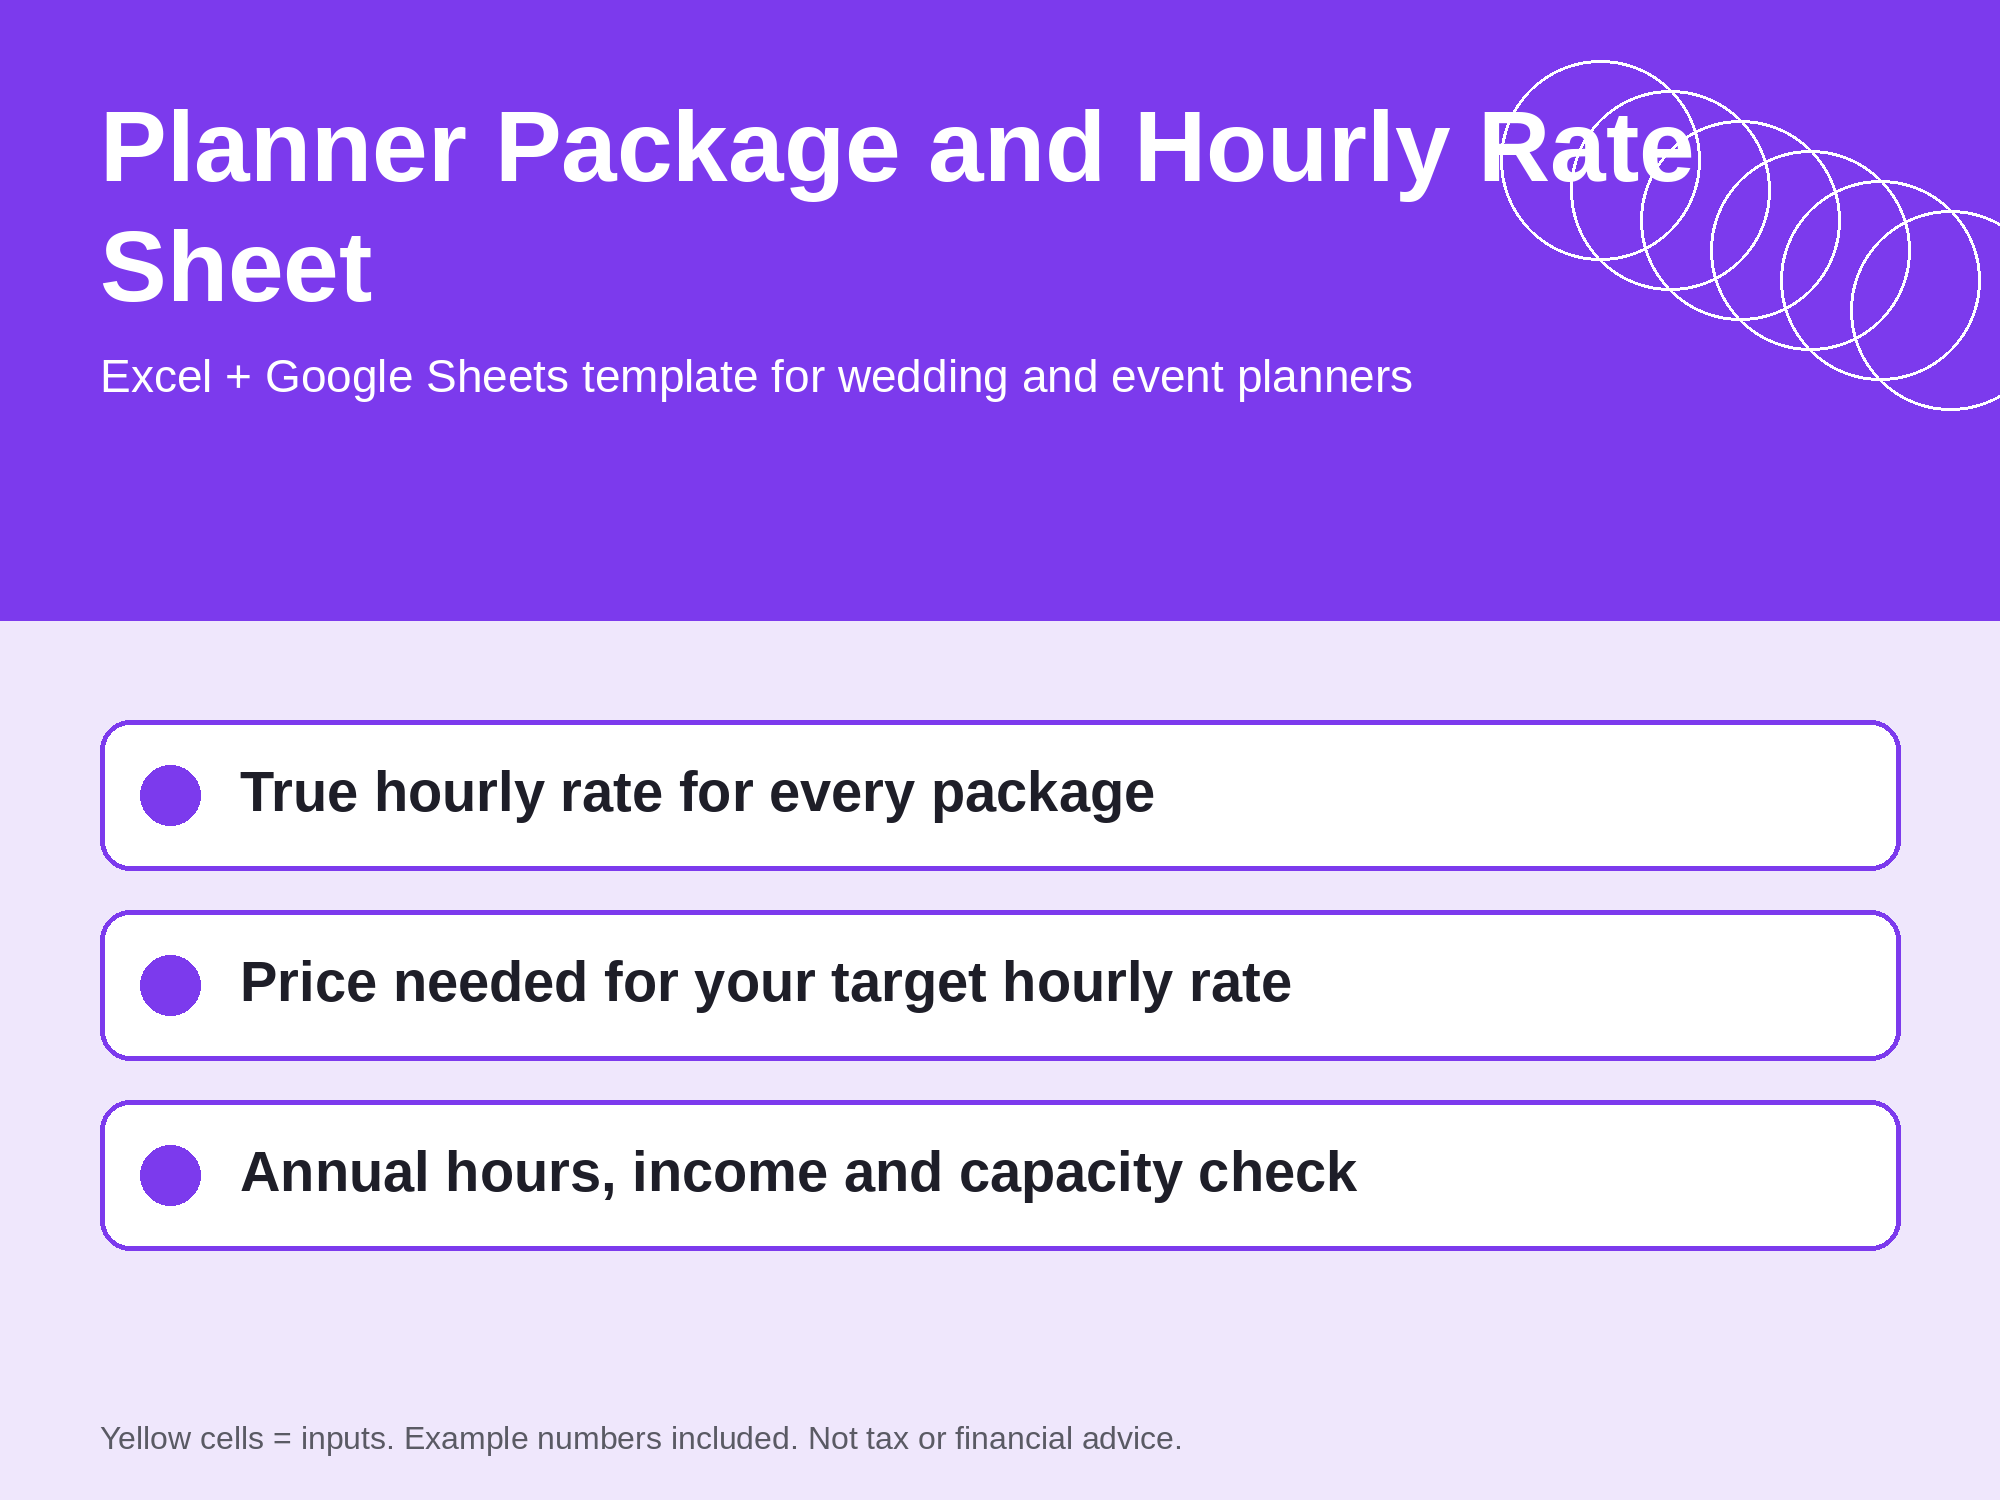 Planner Package and Hourly Rate
Sheet
Excel + Google Sheets template for wedding and event planners
True hourly rate for every package
Price needed for your target hourly rate
Annual hours, income and capacity check
Yellow cells = inputs. Example numbers included. Not tax or financial advice.